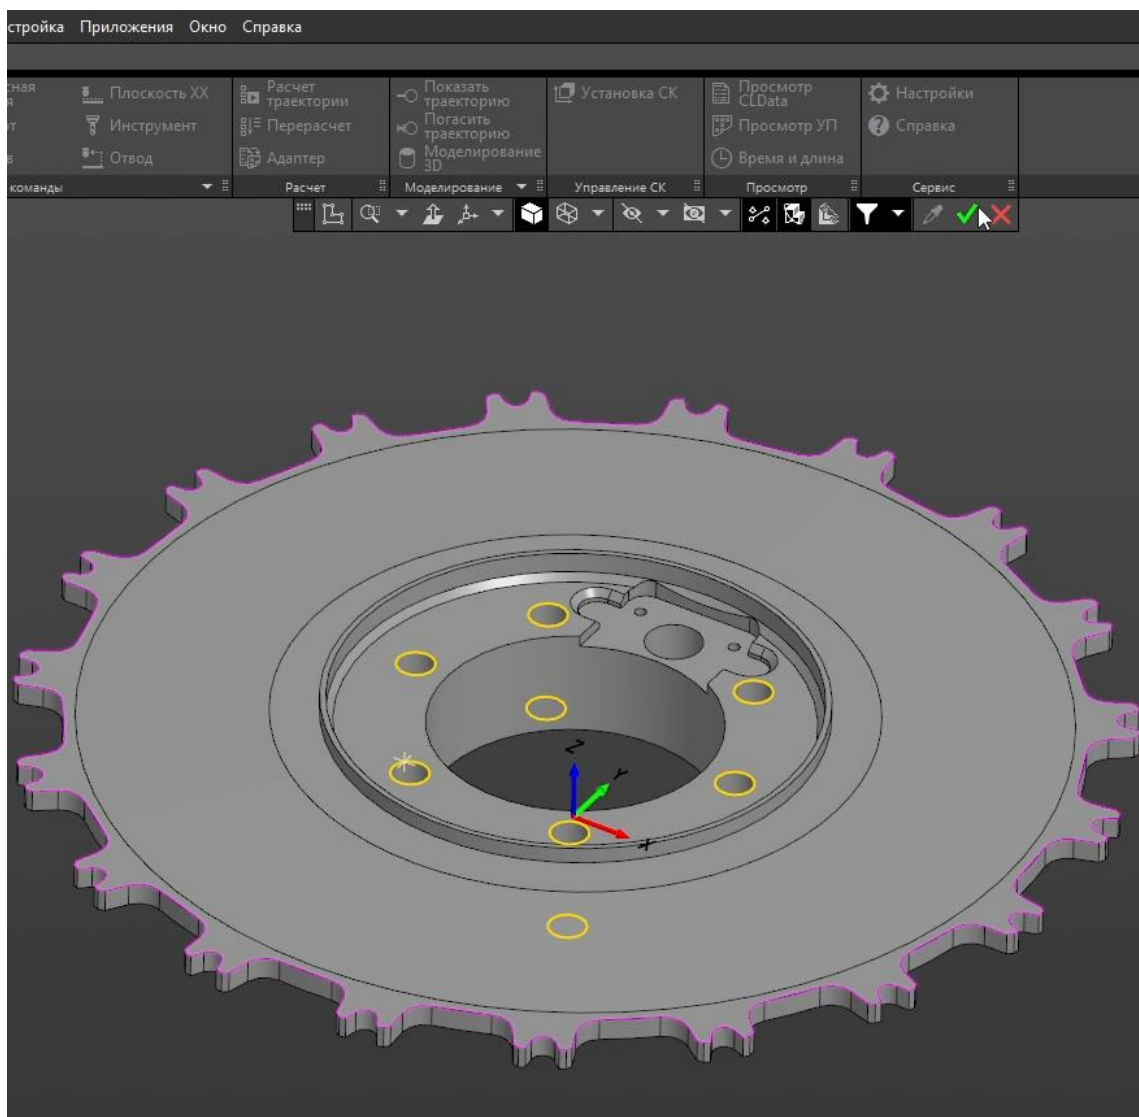 стройка Приложения Окно Справка
Плоскость ХХ
Инструмент
Отвод
Расчет
траектории
Перерасчет
Адаптер
Показать
траекторию
Погасить
траекторию
Моделирование
3D
Установка СК
Просмотр
CLData
Просмотр УП
Время и длина
Настройки
Справка
команды Расчет Моделирование Управление СК Просмотр Сервис
Z
Y
X